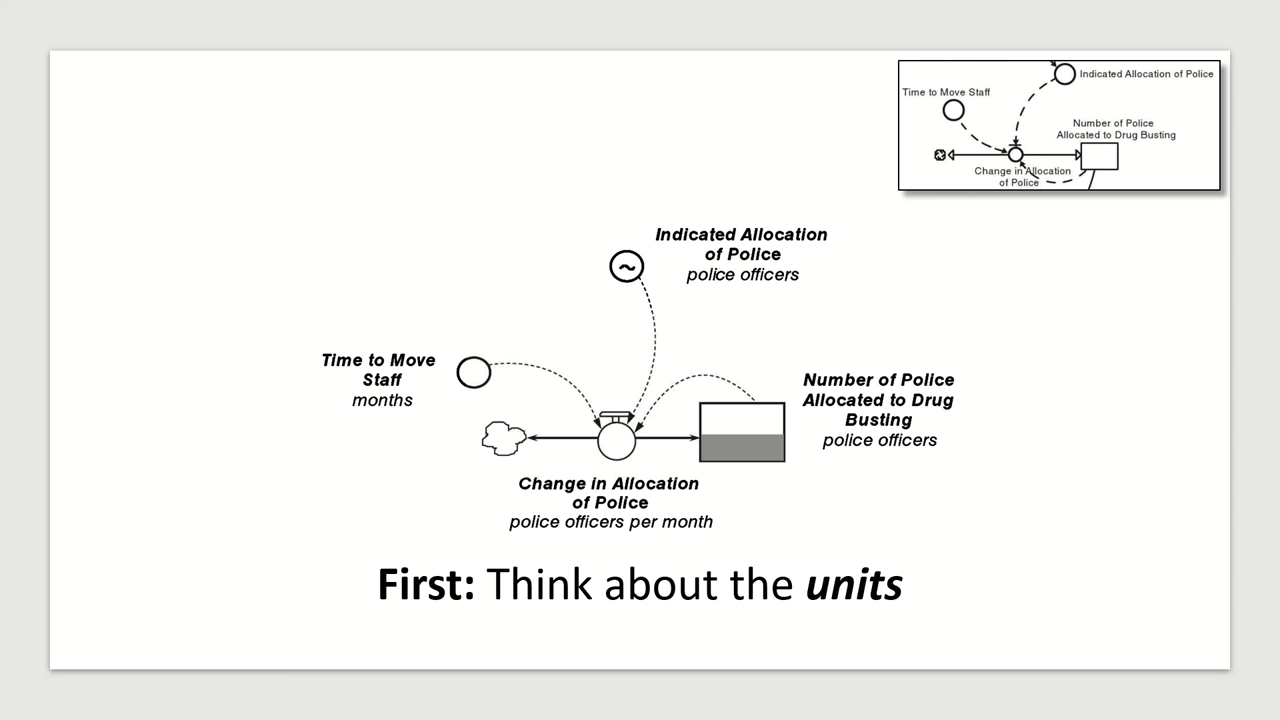 Indicated Allocation of Police
Time to Move Staff
Number of Police
Allocated to Drug Busting
Change in Allocation
of Police
Indicated Allocation
of Police
police officers
Time to Move
Staff
months
Number of Police
Allocated to Drug
Busting
police officers
Change in Allocation
of Police
police officers per month
First: Think about the units